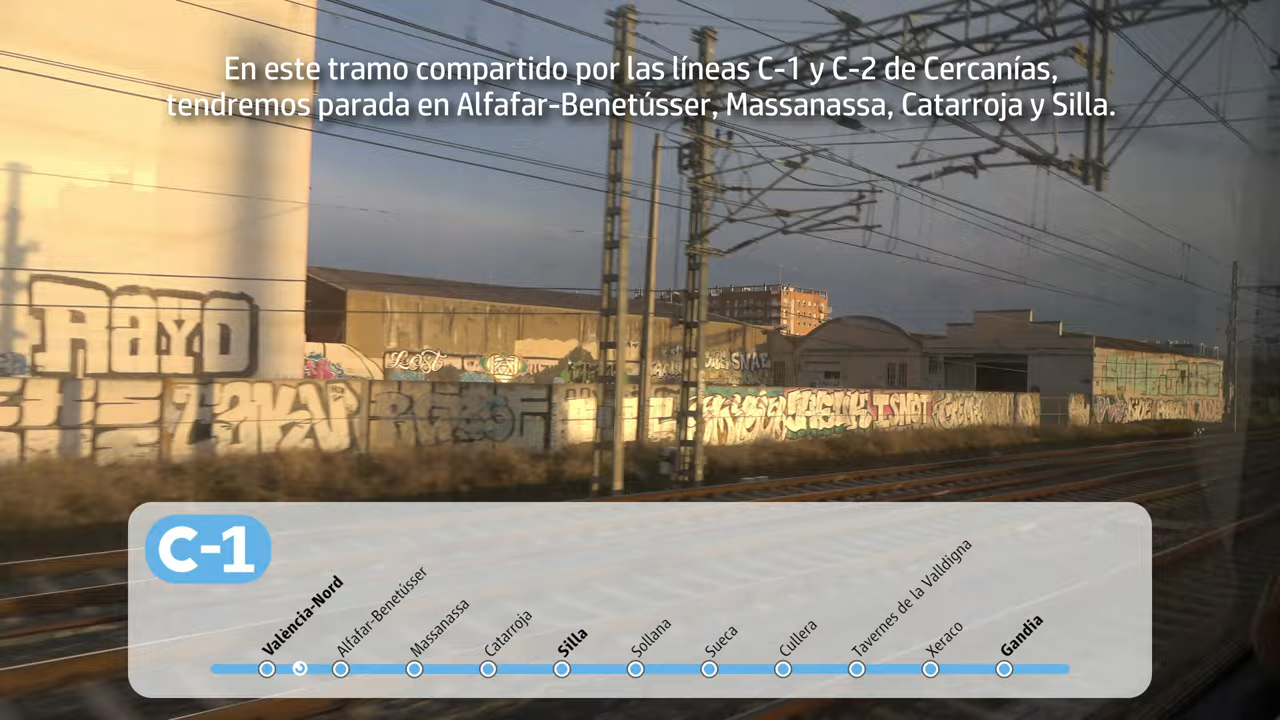 En este tramo compartido por las líneas C-1 y C-2 de Cercanías,
tendremos parada en Alfafar-Benetússer, Massanassa, Catarroja y Silla.
RAYO
C-1
València-Nord
Alfafar-Benetússer
Massanassa
Catarroja
Silla
Sollana
Sueca
Cullera
Tavernes de la Valldigna
Xeraco
Gandia